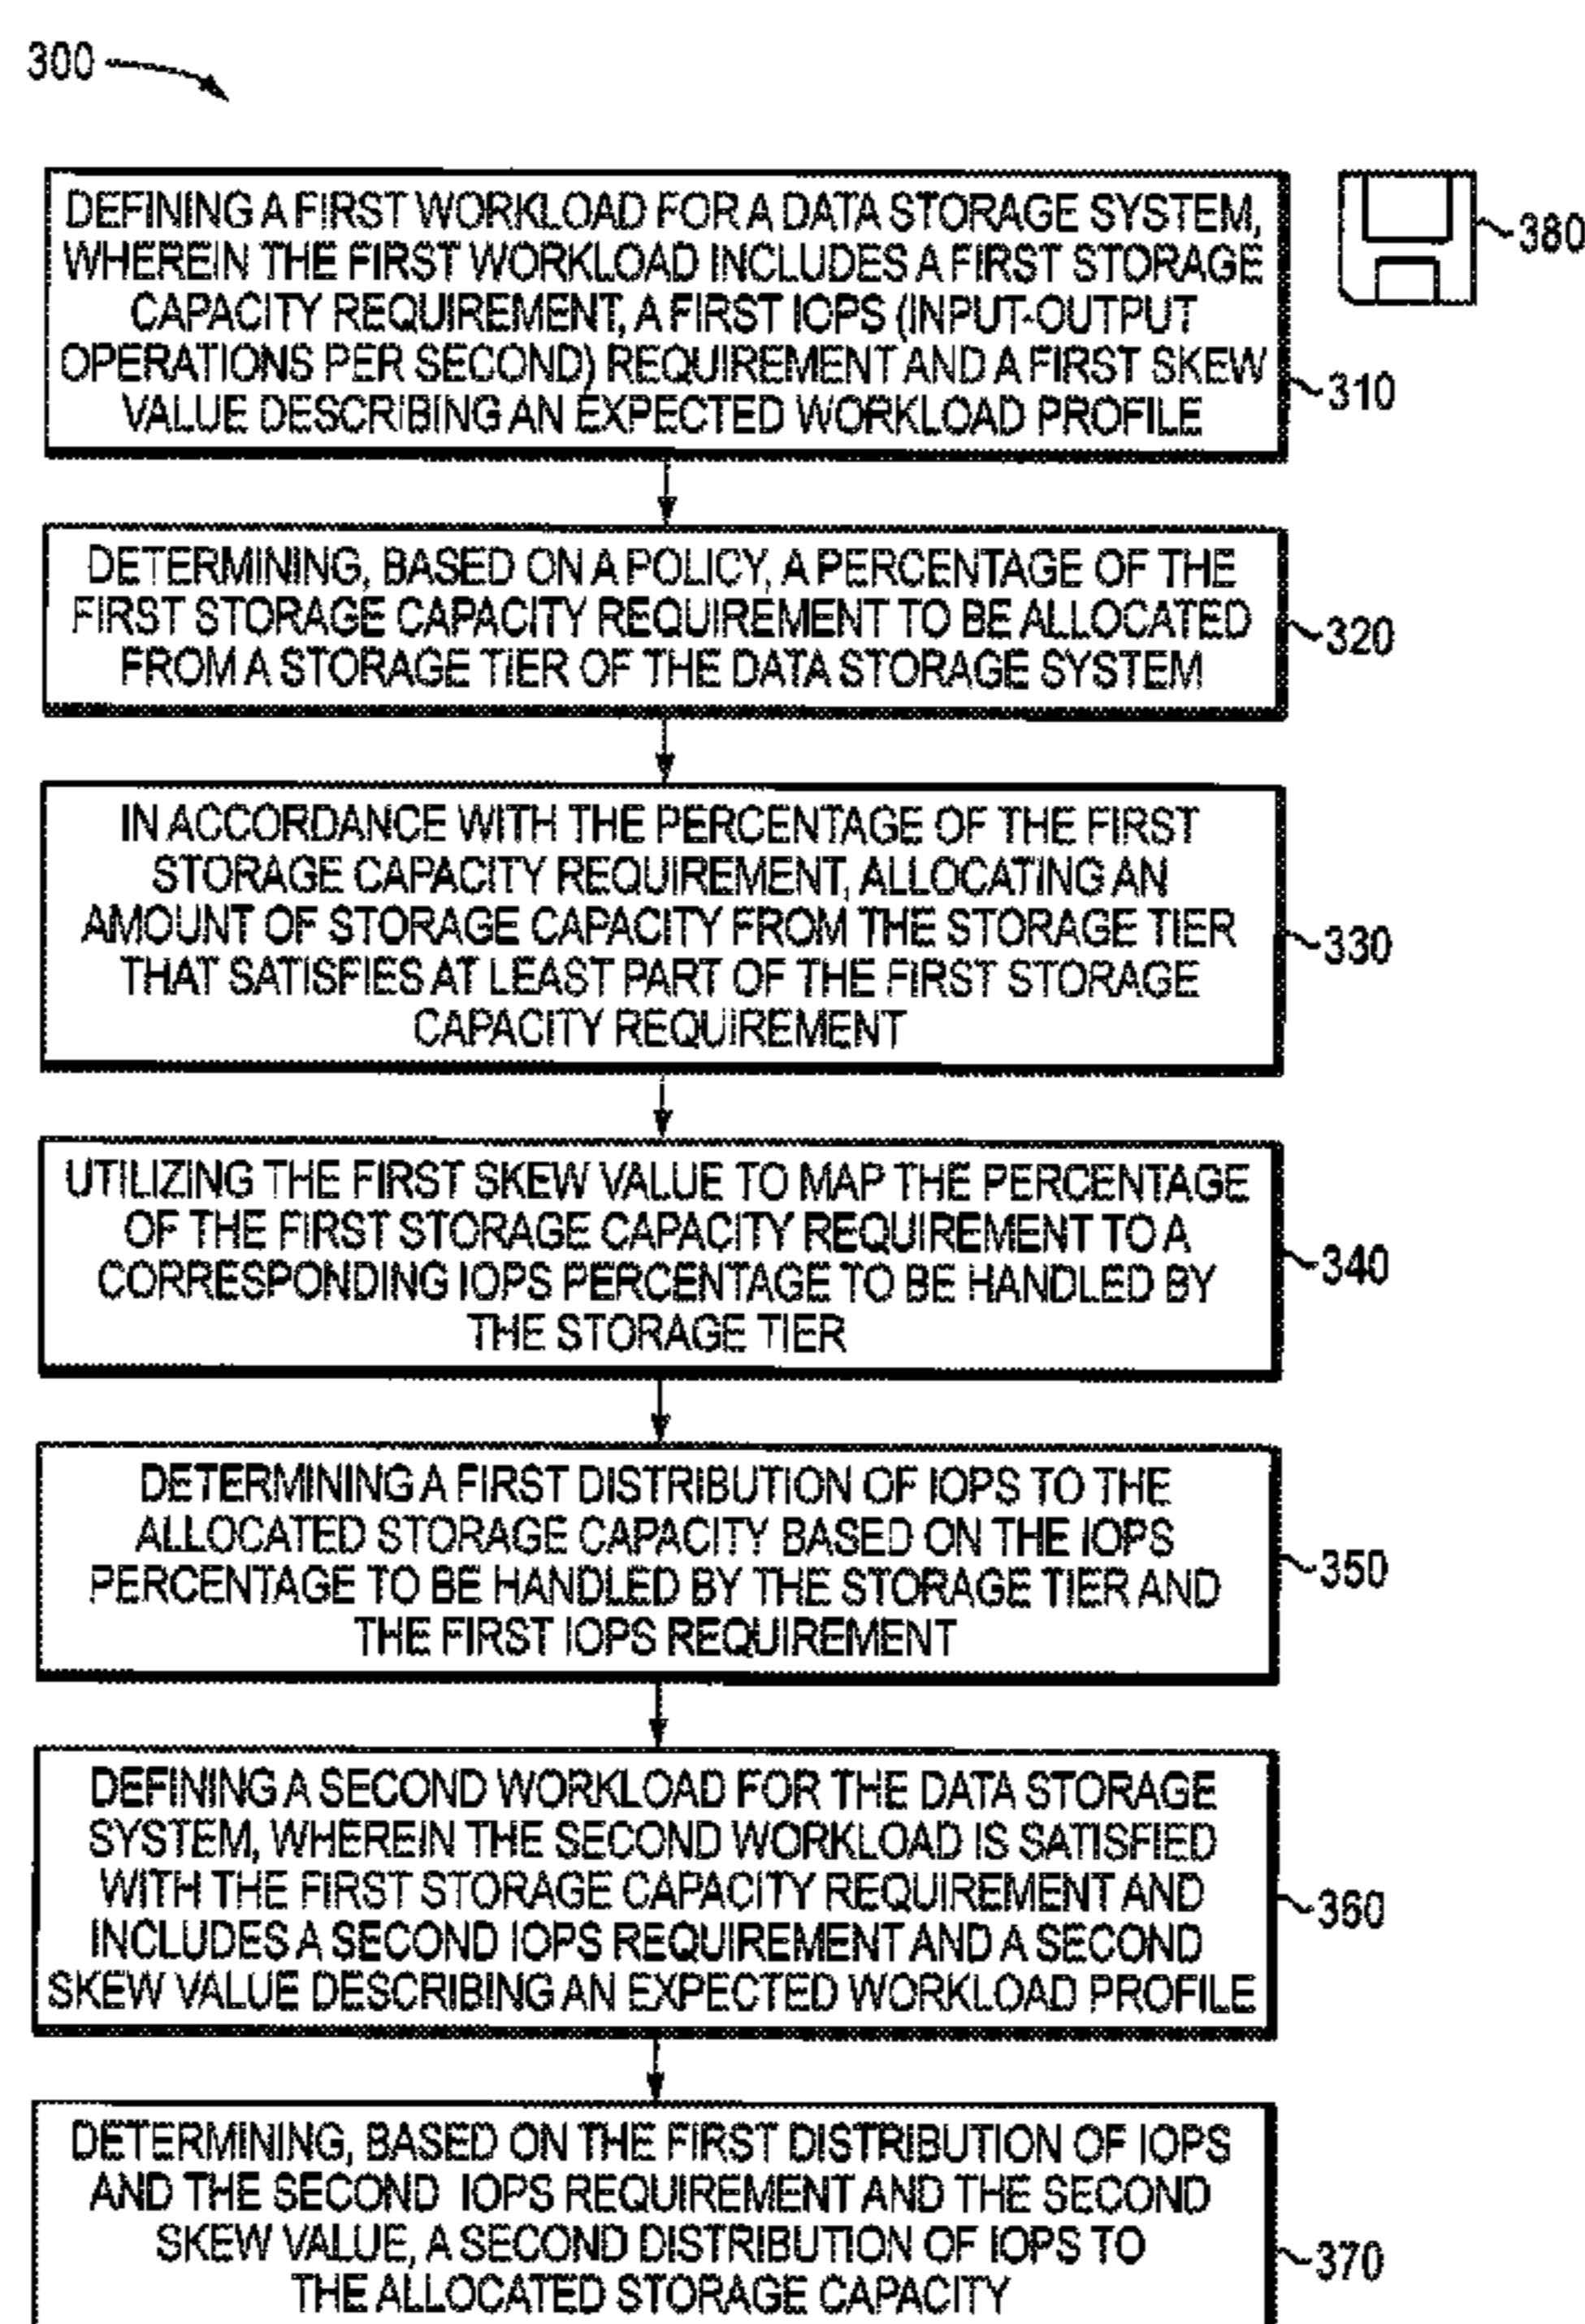 300
DEFINING A FIRST WORKLOAD FOR A DATA STORAGE SYSTEM,
WHEREIN THE FIRST WORKLOAD INCLUDES A FIRST STORAGE
CAPACITY REQUIREMENT, A FIRST IOPS (INPUT-OUTPUT
OPERATIONS PER SECOND) REQUIREMENT AND A FIRST SKEW
VALUE DESCRIBING AN EXPECTED WORKLOAD PROFILE
380
310
DETERMINING, BASED ON A POLICY, A PERCENTAGE OF THE
FIRST STORAGE CAPACITY REQUIREMENT TO BE ALLOCATED
FROM A STORAGE TIER OF THE DATA STORAGE SYSTEM
320
IN ACCORDANCE WITH THE PERCENTAGE OF THE FIRST
STORAGE CAPACITY REQUIREMENT, ALLOCATING AN
AMOUNT OF STORAGE CAPACITY FROM THE STORAGE TIER
THAT SATISFIES AT LEAST PART OF THE FIRST STORAGE
CAPACITY REQUIREMENT
330
UTILIZING THE FIRST SKEW VALUE TO MAP THE PERCENTAGE
OF THE FIRST STORAGE CAPACITY REQUIREMENT TO A
CORRESPONDING IOPS PERCENTAGE TO BE HANDLED BY
THE STORAGE TIER
340
DETERMINING A FIRST DISTRIBUTION OF IOPS TO THE
ALLOCATED STORAGE CAPACITY BASED ON THE IOPS
PERCENTAGE TO BE HANDLED BY THE STORAGE TIER AND
THE FIRST IOPS REQUIREMENT
350
DEFINING A SECOND WORKLOAD FOR THE DATA STORAGE
SYSTEM, WHEREIN THE SECOND WORKLOAD IS SATISFIED
WITH THE FIRST STORAGE CAPACITY REQUIREMENT AND
INCLUDES A SECOND IOPS REQUIREMENT AND A SECOND
SKEW VALUE DESCRIBING AN EXPECTED WORKLOAD PROFILE
360
DETERMINING, BASED ON THE FIRST DISTRIBUTION OF IOPS
AND THE SECOND IOPS REQUIREMENT AND THE SECOND
SKEW VALUE, A SECOND DISTRIBUTION OF IOPS TO
THE ALLOCATED STORAGE CAPACITY
370